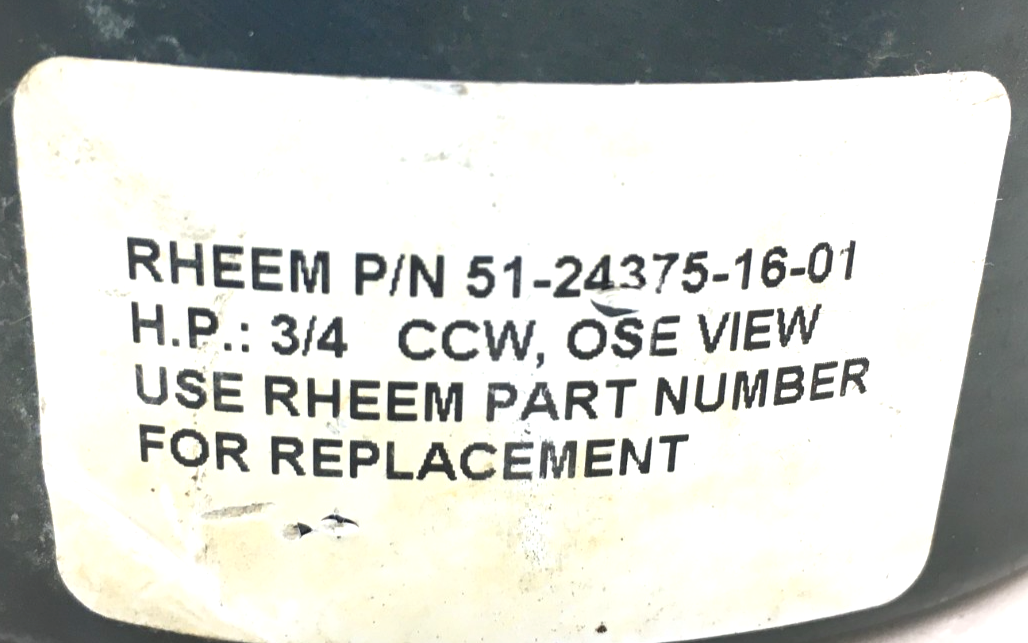 RHEEM P/N 51-24375-16-01
H.P.: 3/4 CCW, OSE VIEW
USE RHEEM PART NUMBER
FOR REPLACEMENT